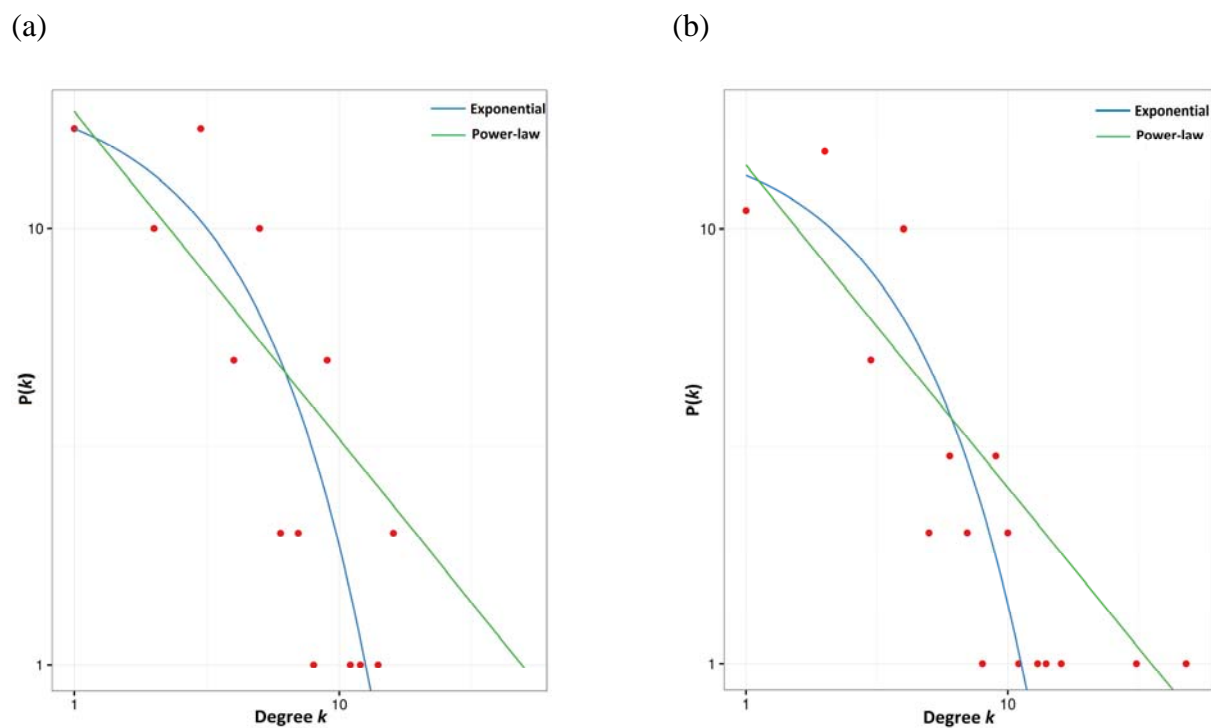 (a)
Exponential
Power-law
10
P(k)
1
1
10
Degree k
(b)
Exponential
Power-law
10
P(k)
1
1
10
Degree k